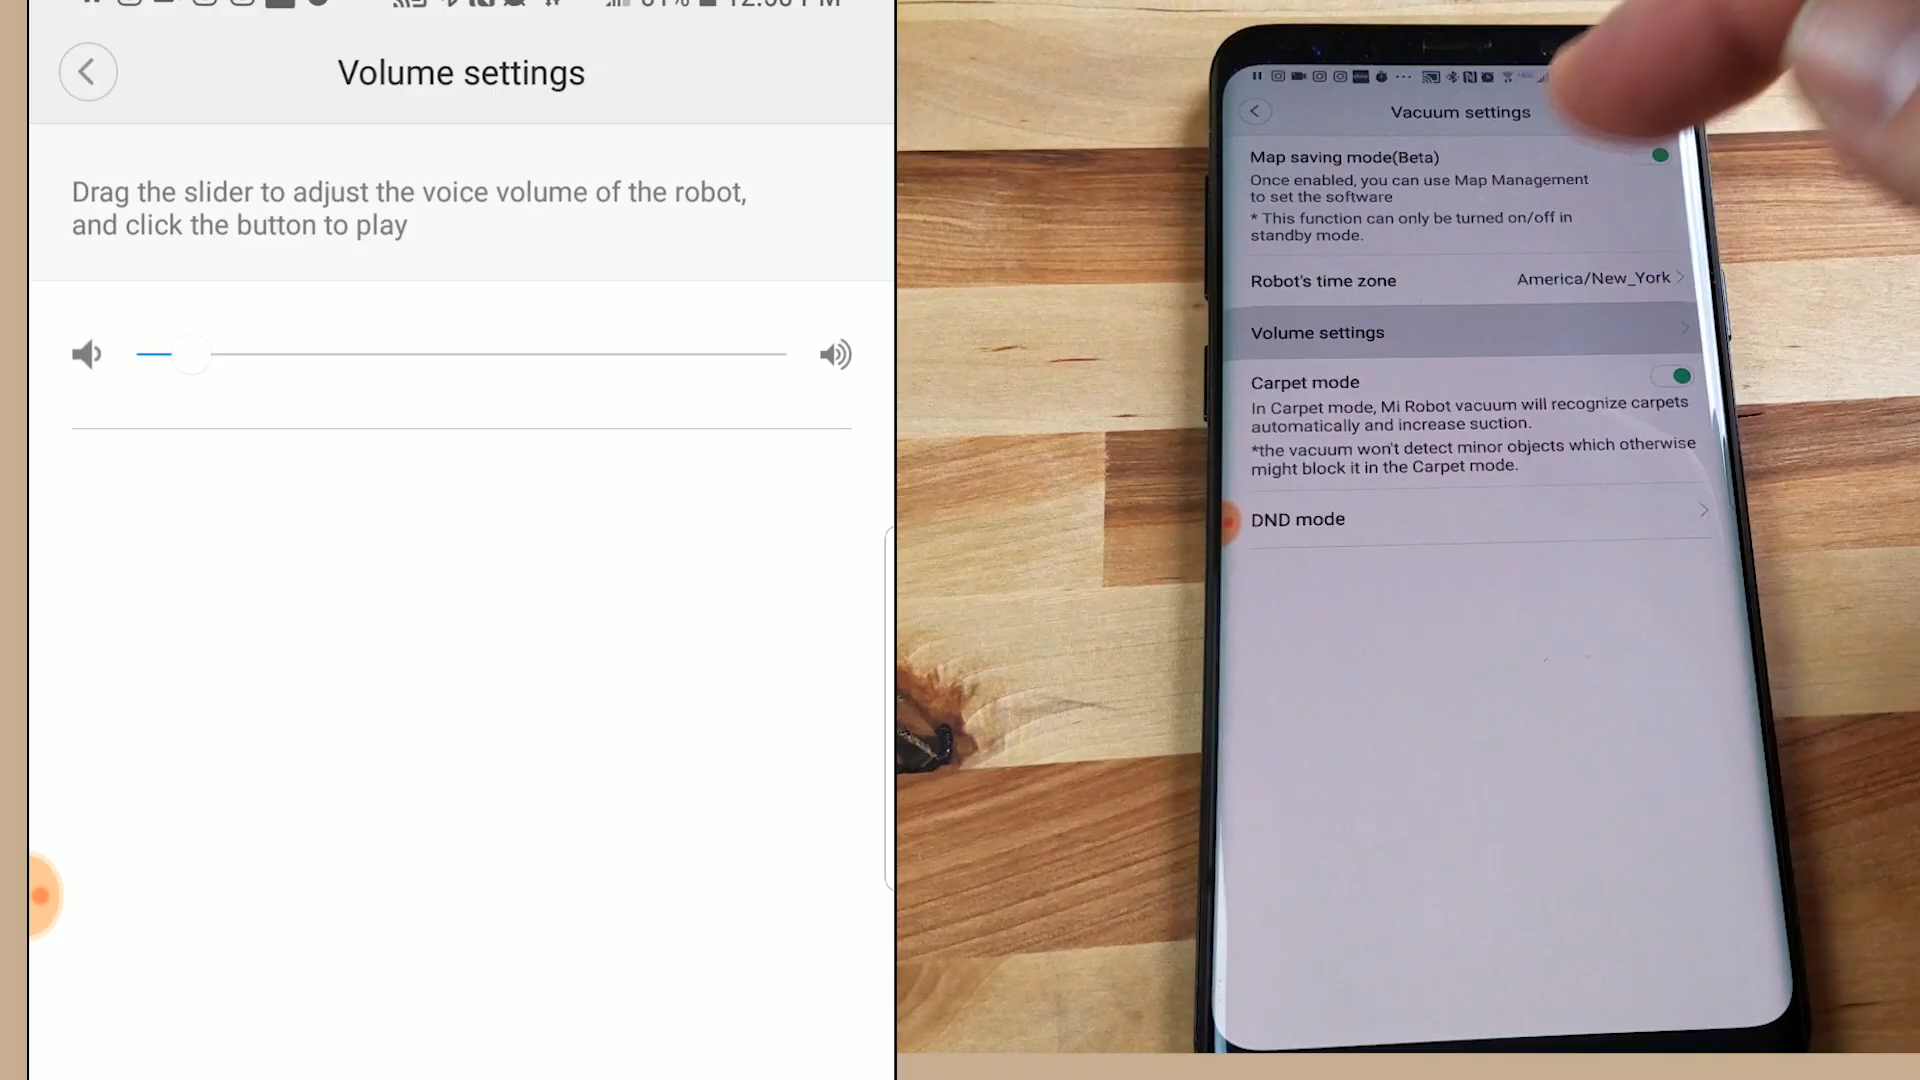 Volume settings
Drag the slider to adjust the voice volume of the robot,
and click the button to play
Vacuum settings
Map saving mode(Beta)
Once enabled, you can use Map Management
to set the software
* This function can only be turned on/off in
standby mode.
Robot's time zone America/New_York
Volume settings
Carpet mode
In Carpet mode, Mi Robot vacuum will recognize carpets
automatically and increase suction.
*the vacuum won't detect minor objects which otherwise
might block it in the Carpet mode.
DND mode